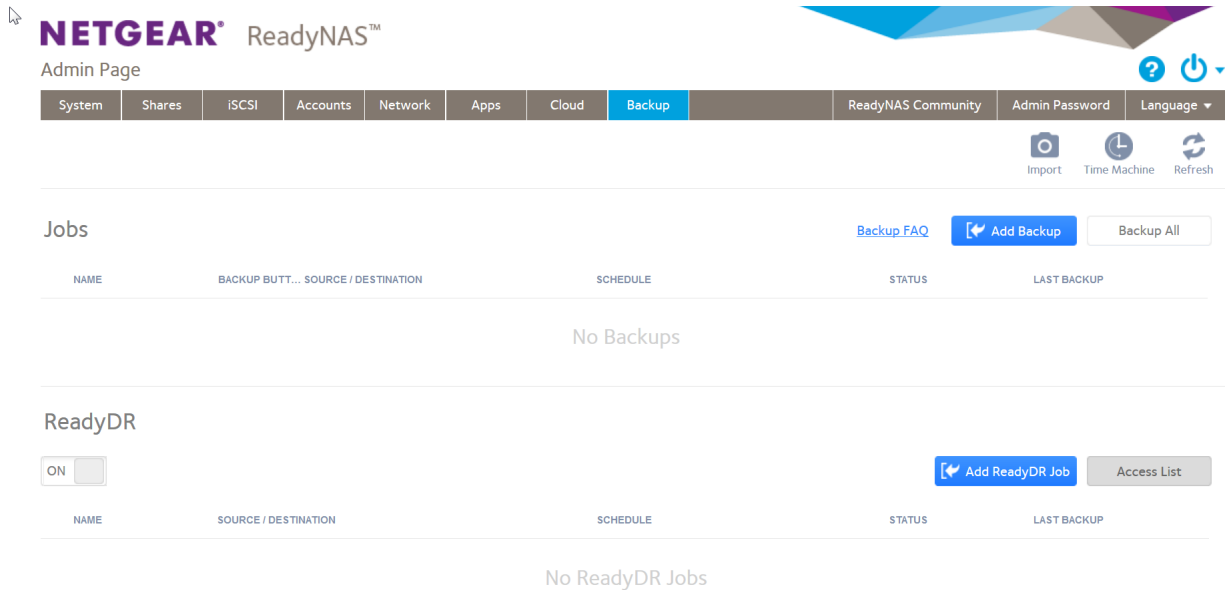 NETGEAR® ReadyNAS™
Admin Page
?
System Shares iSCSI Accounts Network Apps Cloud Backup ReadyNAS Community Admin Password Language
Import Time Machine Refresh
Jobs Backup FAQ Add Backup Backup All
NAME BACKUP BUTT... SOURCE / DESTINATION SCHEDULE STATUS LAST BACKUP
No Backups
ReadyDR
ON Add ReadyDR Job Access List
NAME SOURCE / DESTINATION SCHEDULE STATUS LAST BACKUP
No ReadyDR Jobs